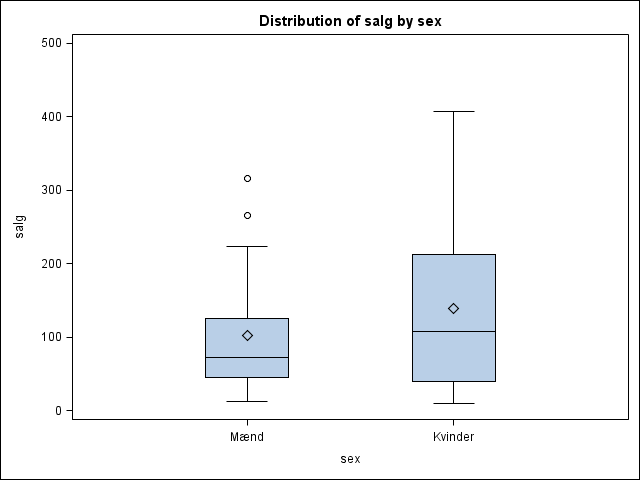 Distribution of salg by sex
500
400
300
200
100
0
salg
Mænd
Kvinder
sex